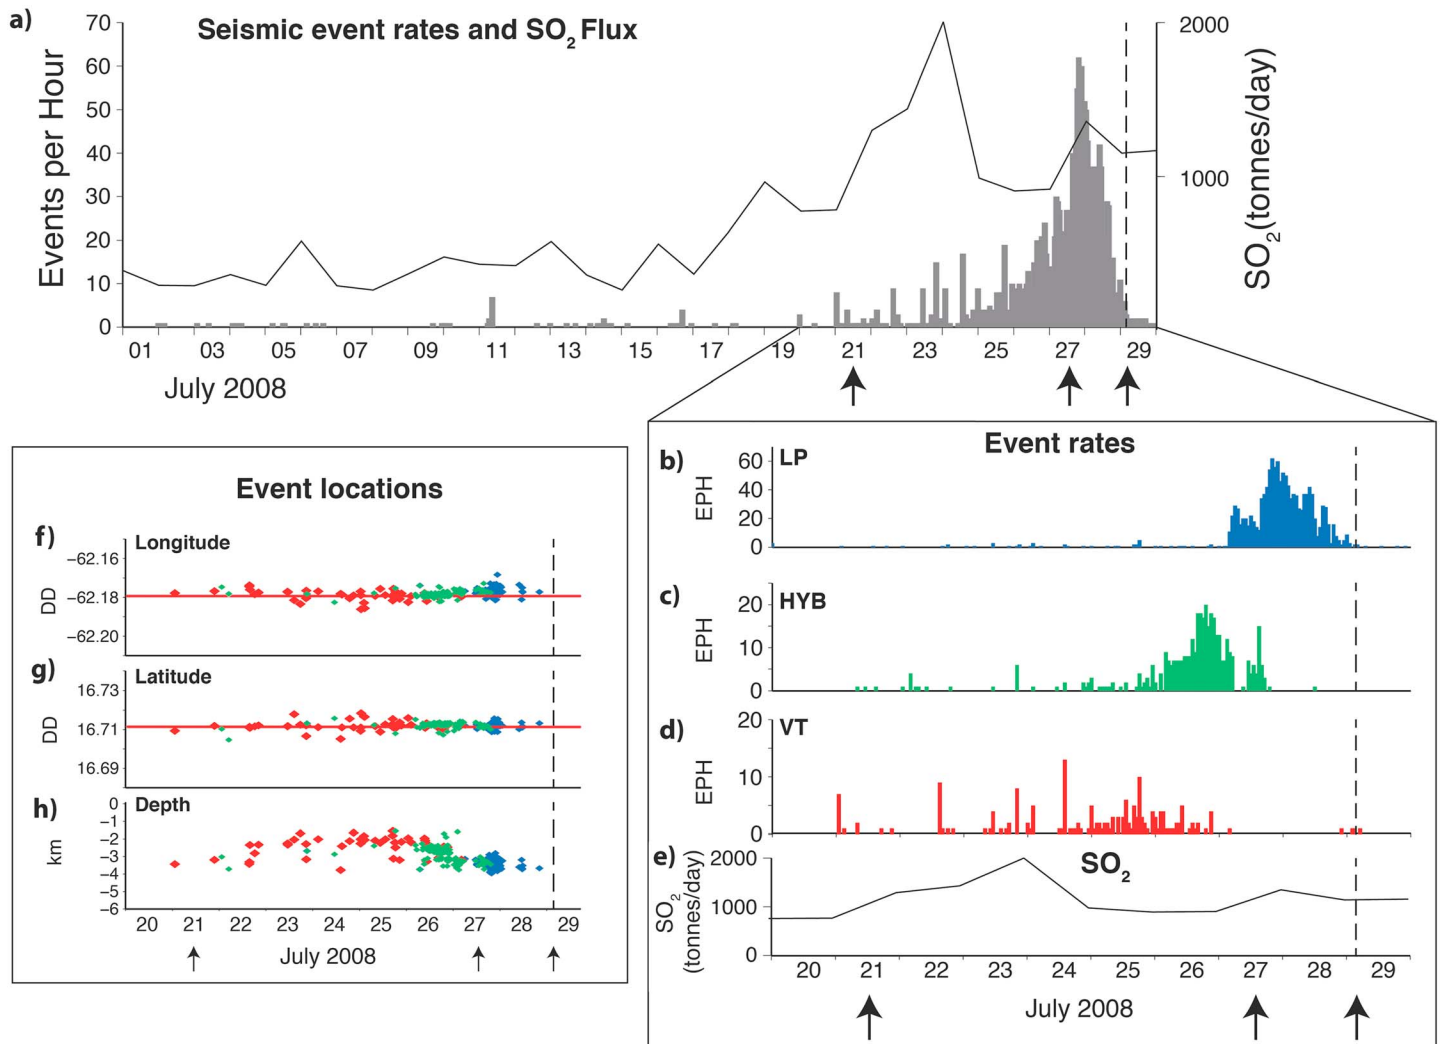 a)
Seismic event rates and SO2 Flux
Events per Hour
70
60
50
40
30
20
10
0
2000
1000
SO2(tonnes/day)
01 03 05 07 09 11 13 15 17 19 21 23 25 27 29
July 2008
Event locations
f)
Longitude
DD
−62.16
−62.18
−62.20
g)
Latitude
DD
16.73
16.71
16.69
h)
Depth
km
0
−1
−2
−3
−4
−5
−6
20 21 22 23 24 25 26 27 28 29
July 2008
Event rates
b)
LP
EPH
60
40
20
0
c)
HYB
EPH
20
10
0
d)
VT
EPH
20
10
0
e)
SO2
SO2
(tonnes/day)
2000
1000
0
20 21 22 23 24 25 26 27 28 29
July 2008